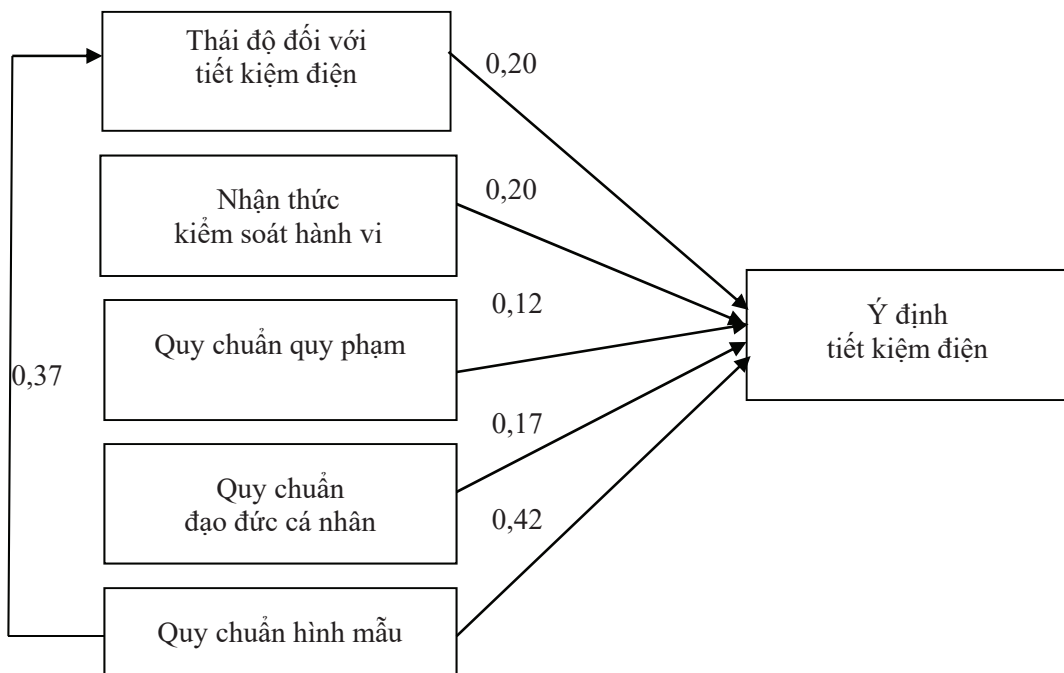 Thái độ đối với
tiết kiệm điện
0,20
Nhận thức
kiểm soát hành vi
0,20
Quy chuẩn quy phạm
0,12
Ý định
tiết kiệm điện
0,37
Quy chuẩn
đạo đức cá nhân
0,17
Quy chuẩn hình mẫu
0,42